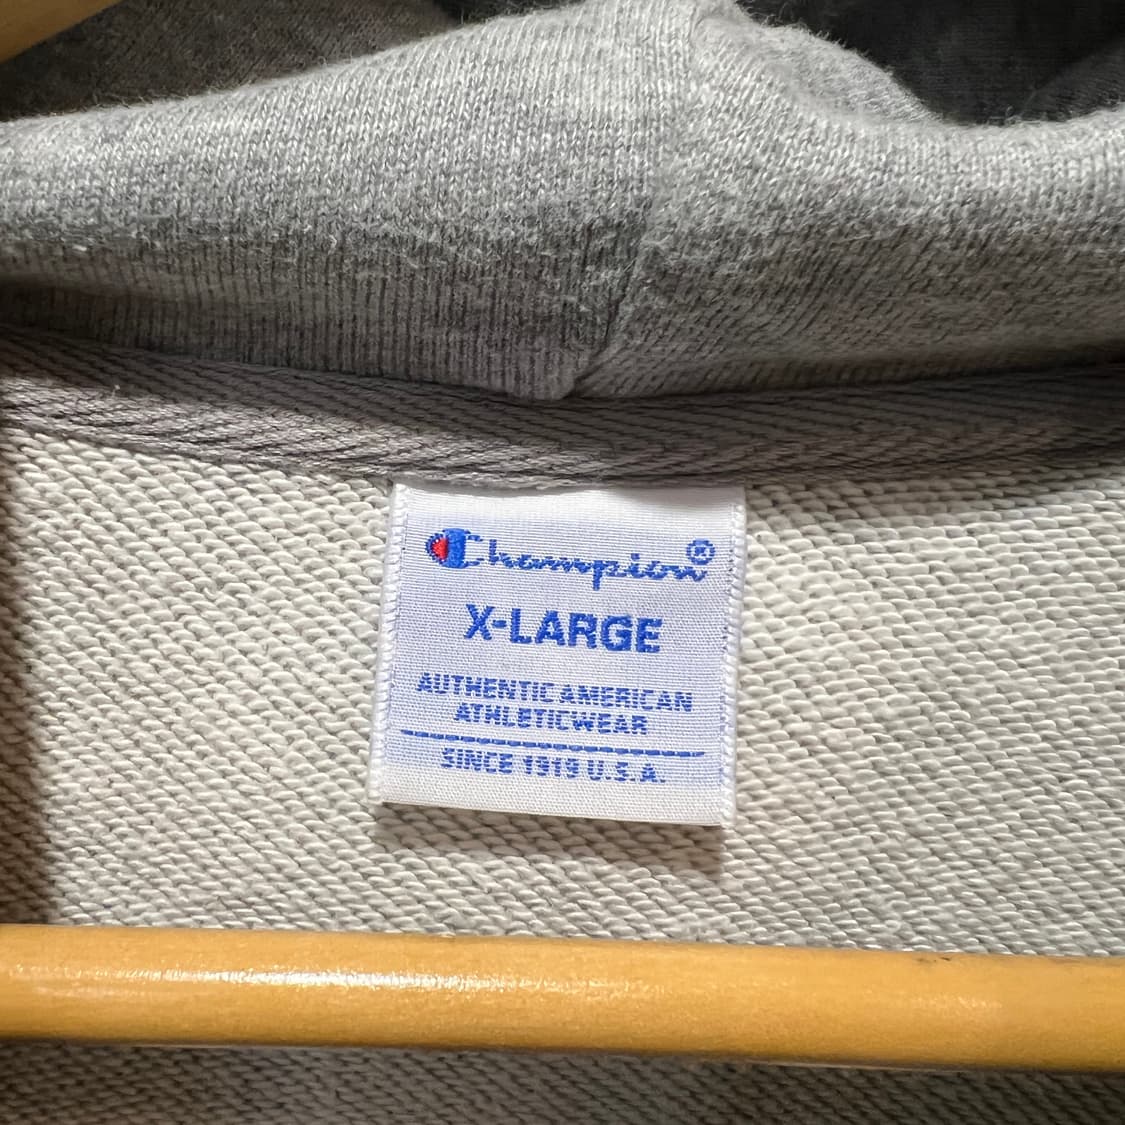 Champion®
X-LARGE
AUTHENTIC AMERICAN
ATHLETICWEAR
SINCE 1919 U.S.A.